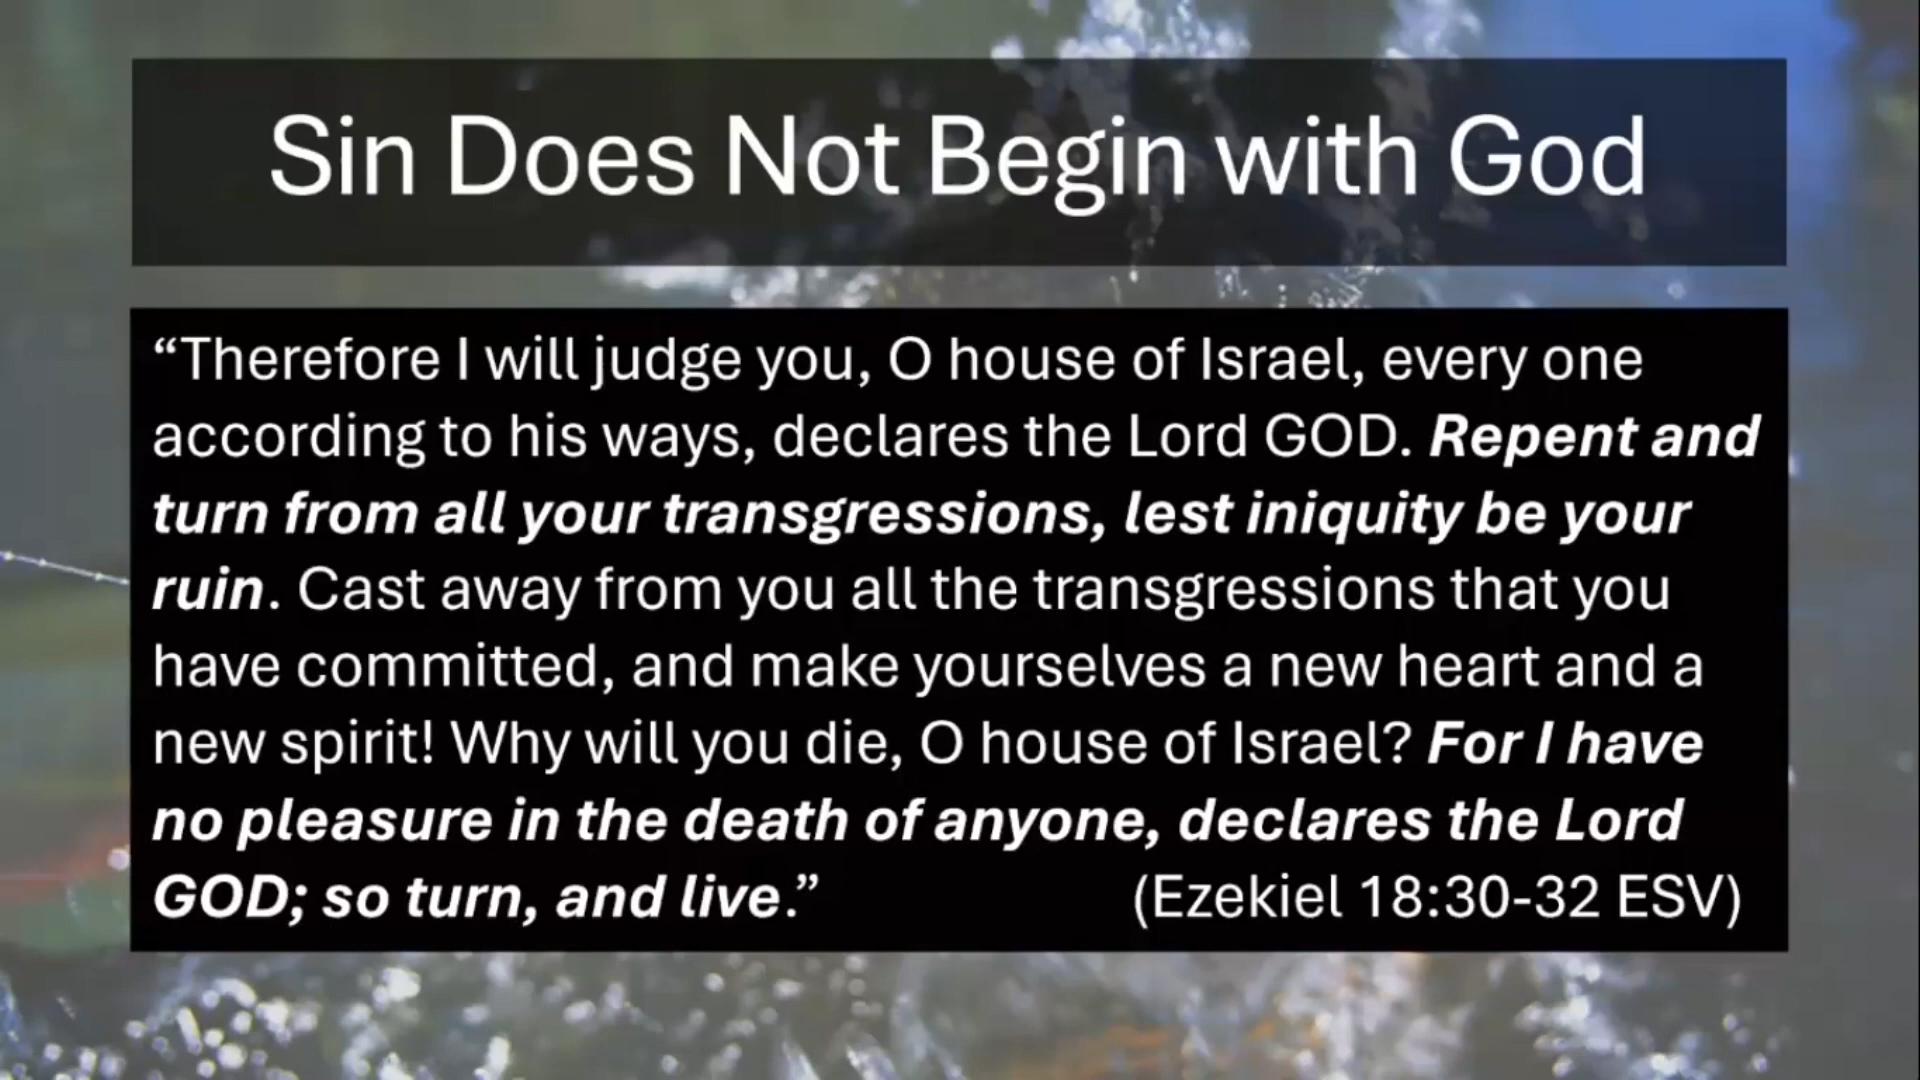 Sin Does Not Begin with God
“Therefore I will judge you, O house of Israel, every one
according to his ways, declares the Lord GOD. Repent and
turn from all your transgressions, lest iniquity be your
ruin. Cast away from you all the transgressions that you
have committed, and make yourselves a new heart and a
new spirit! Why will you die, O house of Israel? For I have
no pleasure in the death of anyone, declares the Lord
GOD; so turn, and live.” (Ezekiel 18:30-32 ESV)